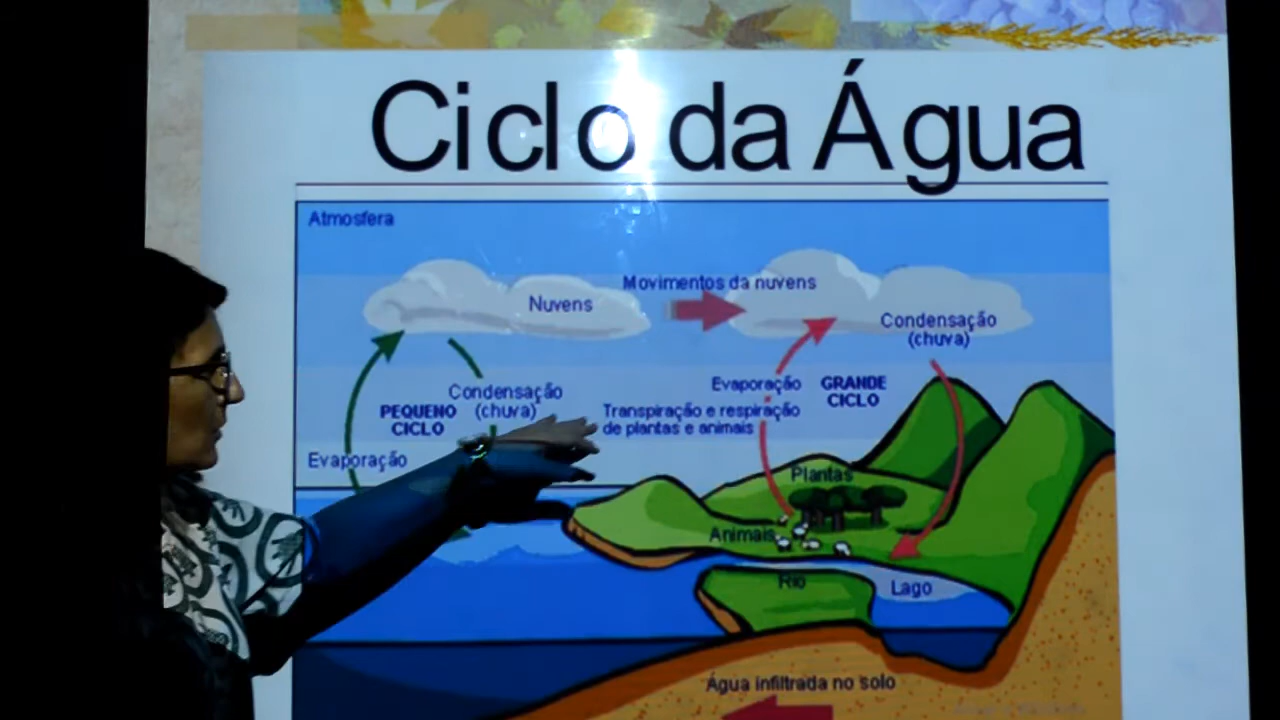 Ciclo da Água
Atmosfera
Movimentos da nuvens
Nuvens
Condensação
(chuva)
Evaporação
GRANDE
CICLO
Condensação
(chuva)
PEQUENO
CICLO
Transpiração e respiração
de plantas e animais
Evaporação
Plantas
Animais
Rio
Lago
Água infiltrada no solo